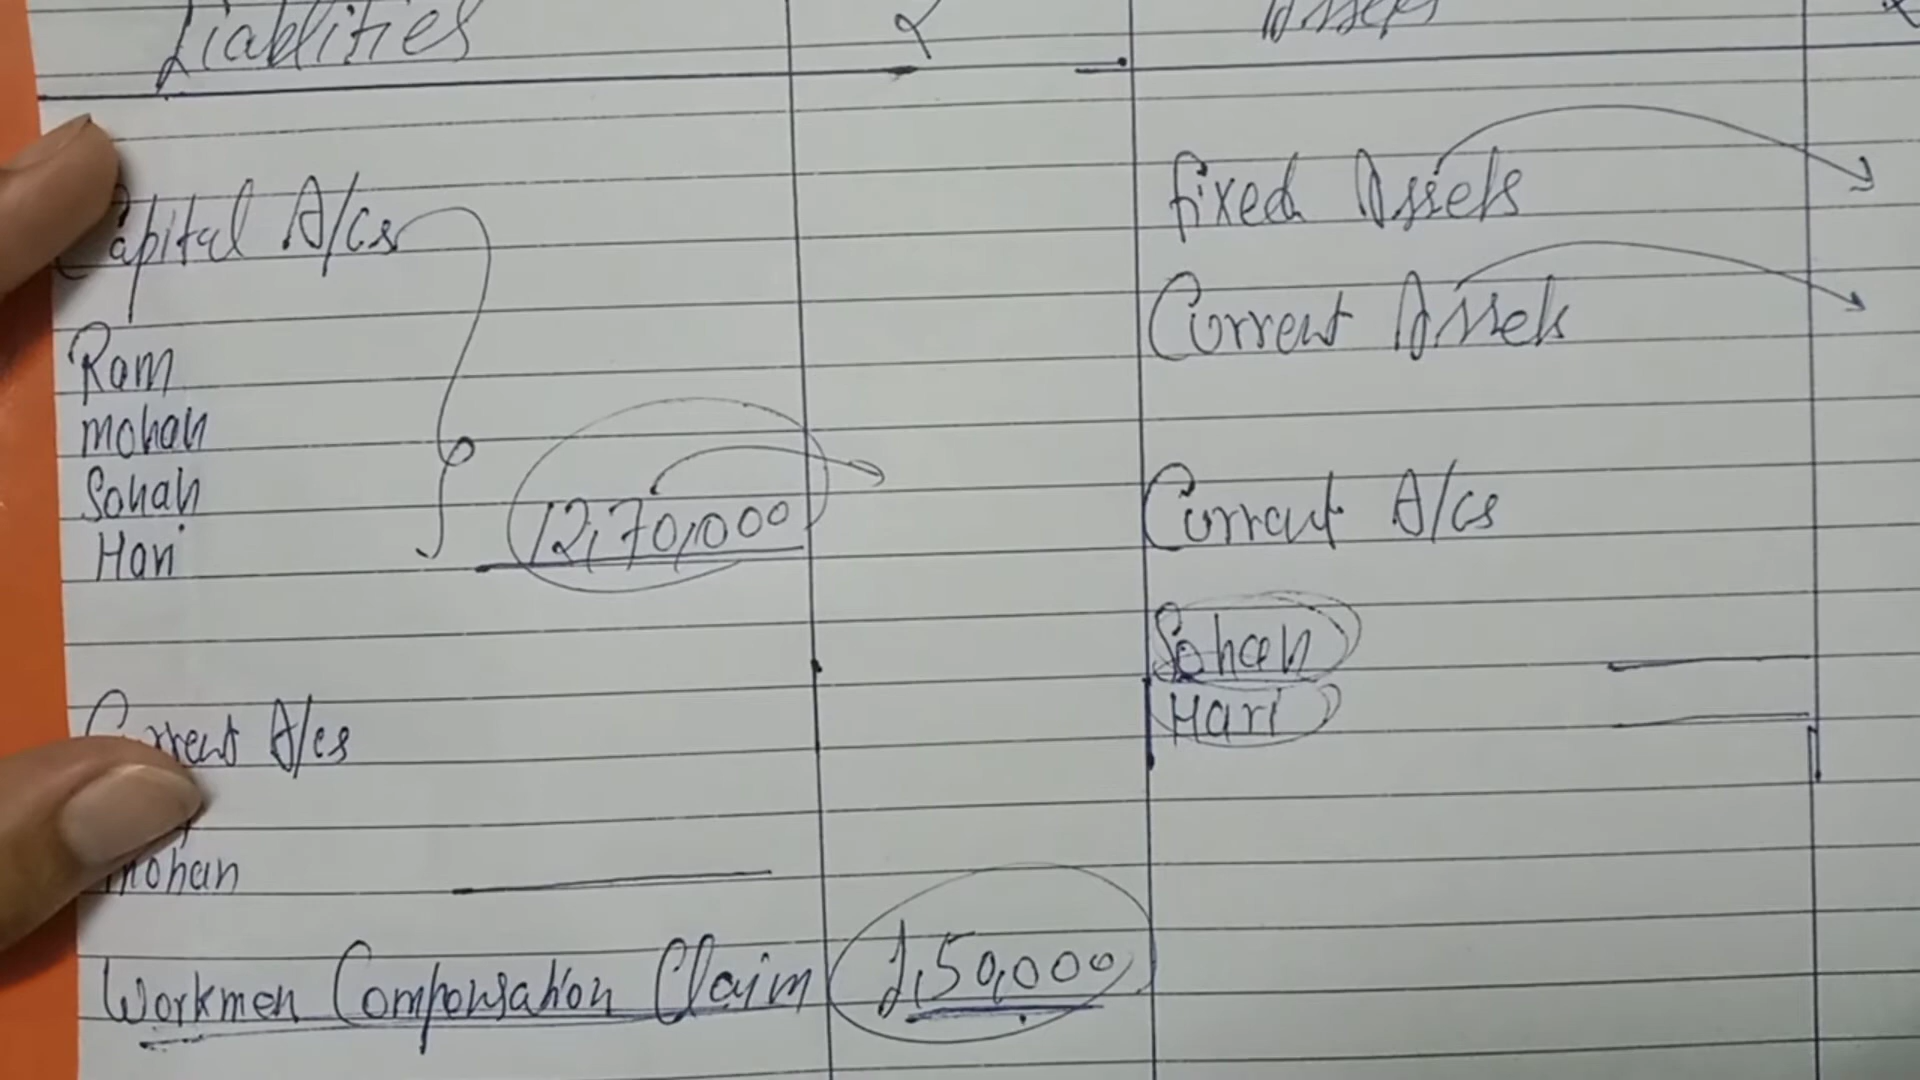 Liablities ₹ Assets
Capital A/cs
Ram
Mohan
Sohan
Hari
12,70,000
Current A/cs
Mohan
Workmen Compensation Claim 1,50,000
Fixed Assets
Current Assets
Current A/cs
Sohan
Hari